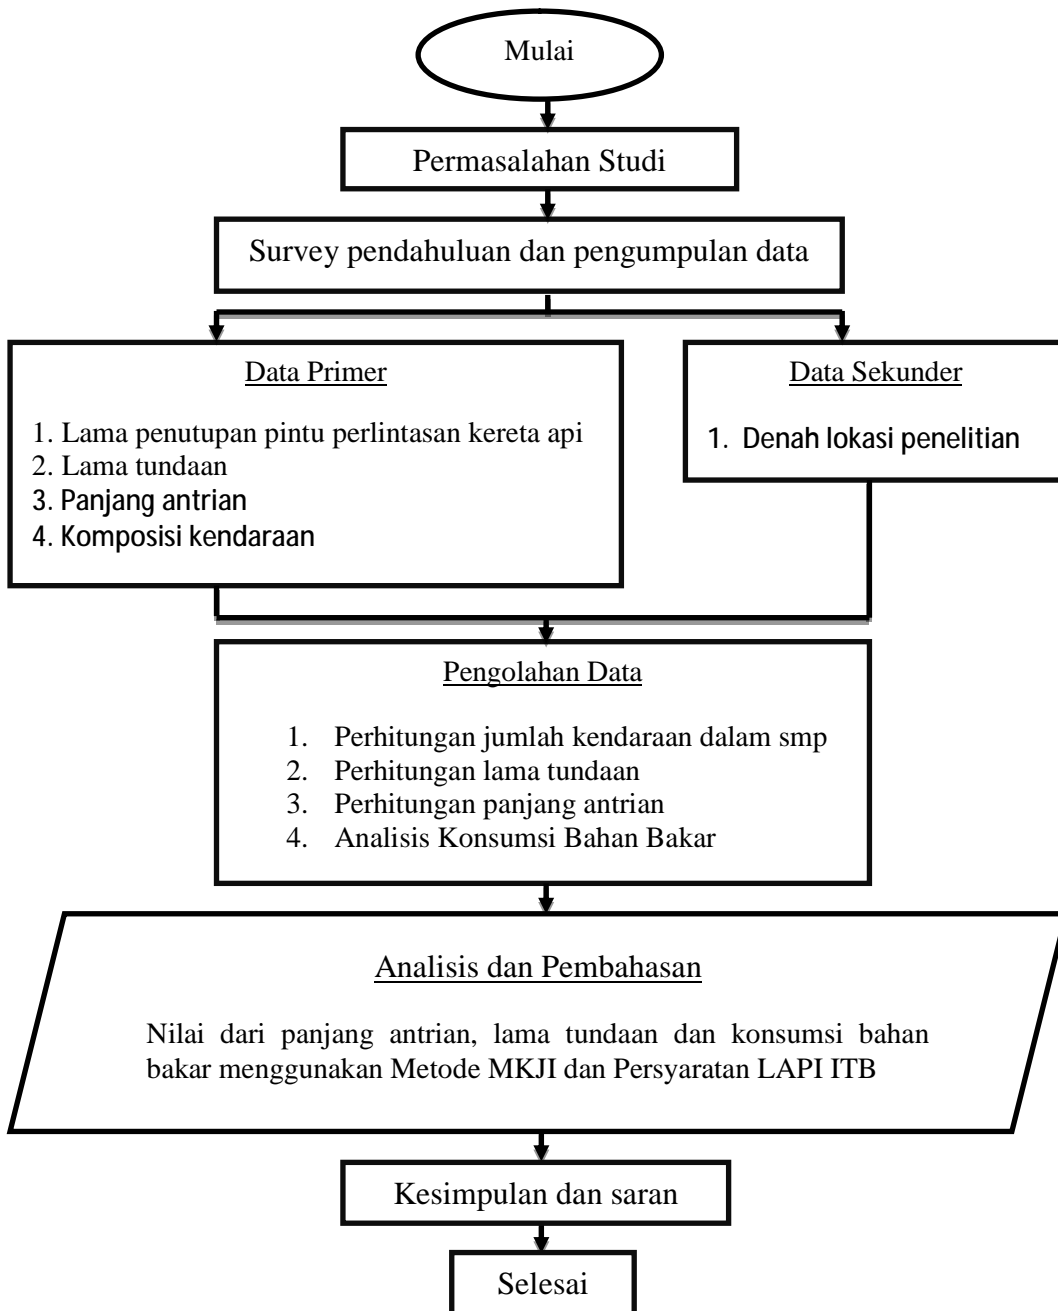 Mulai
Permasalahan Studi
Survey pendahuluan dan pengumpulan data
Data Primer
1. Lama penutupan pintu perlintasan kereta api
2. Lama tundaan
3. Panjang antrian
4. Komposisi kendaraan
Data Sekunder
1. Denah lokasi penelitian
Pengolahan Data
1. Perhitungan jumlah kendaraan dalam smp
2. Perhitungan lama tundaan
3. Perhitungan panjang antrian
4. Analisis Konsumsi Bahan Bakar
Analisis dan Pembahasan
Nilai dari panjang antrian, lama tundaan dan konsumsi bahan
bakar menggunakan Metode MKJI dan Persyaratan LAPI ITB
Kesimpulan dan saran
Selesai